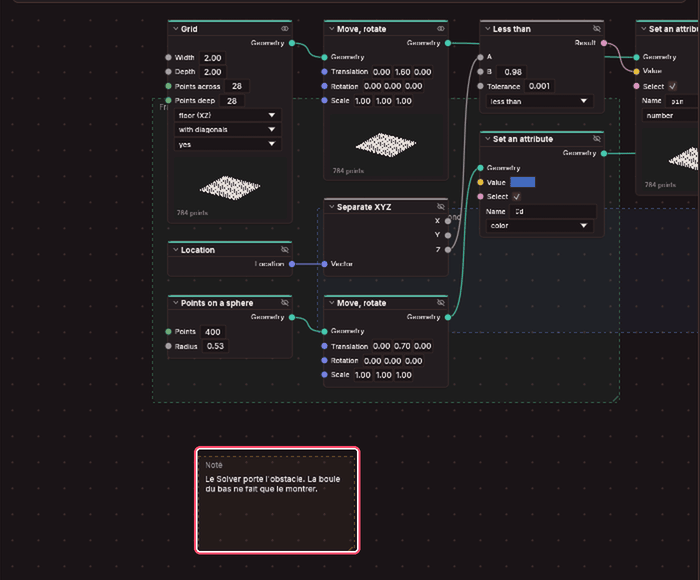 Grid
Geometry
Width 2.00
Depth 2.00
Points across 28
Points deep 28
floor (XZ)
with diagonals
yes
784 points
Move, rotate
Geometry
Geometry
Translation 0.00 1.60 0.00
Rotation 0.00 0.00 0.00
Scale 1.00 1.00 1.00
784 points
Less than
Result
A
B 0.98
Tolerance 0.001
less than
Set an attribu
Geometry
Value
Select
Name pin
number
Set an attribute
Geometry
Geometry
Value
Select
Name Cd
color
Separate XYZ
X
Y
Z
Vector
Location
Location
Points on a sphere
Geometry
Points 400
Radius 0.53
Move, rotate
Geometry
Geometry
Translation 0.00 0.70 0.00
Rotation 0.00 0.00 0.00
Scale 1.00 1.00 1.00
Note
Le Solver porte l'obstacle. La boule
du bas ne fait que le montrer.